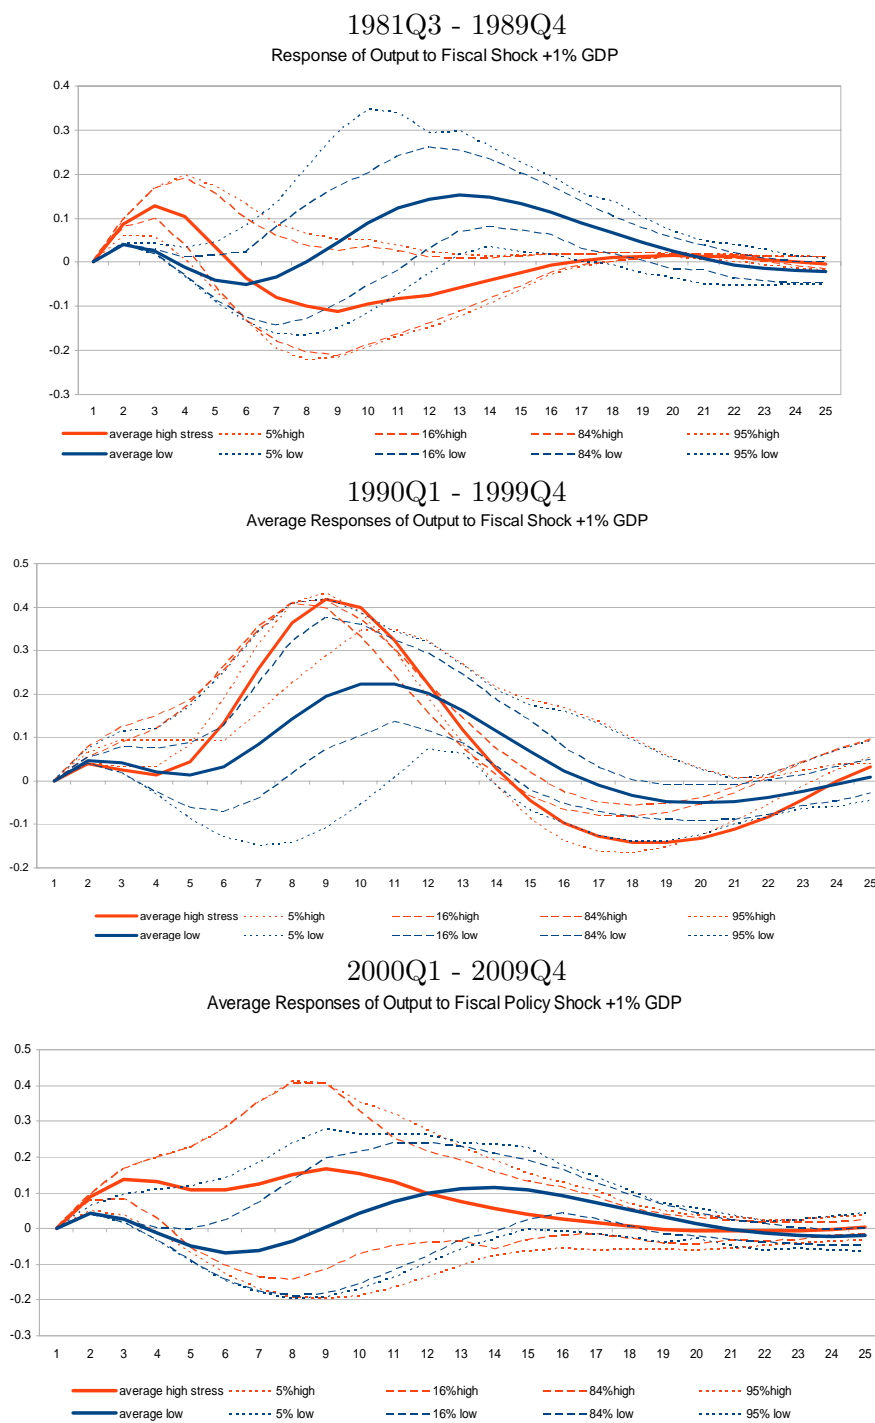 1981Q3 - 1989Q4
Response of Output to Fiscal Shock +1% GDP
0.4
0.3
0.2
0.1
0
-0.1
-0.2
-0.3
1 2 3 4 5 6 7 8 9 10 11 12 13 14 15 16 17 18 19 20 21 22 23 24 25
average high stress 5%high 16%high 84%high 95%high
average low 5% low 16% low 84% low 95% low
1990Q1 - 1999Q4
Average Responses of Output to Fiscal Shock +1% GDP
0.5
0.4
0.3
0.2
0.1
0
-0.1
-0.2
1 2 3 4 5 6 7 8 9 10 11 12 13 14 15 16 17 18 19 20 21 22 23 24 25
average high stress 5%high 16%high 84%high 95%high
average low 5% low 16% low 84% low 95% low
2000Q1 - 2009Q4
Average Responses of Output to Fiscal Policy Shock +1% GDP
0.5
0.4
0.3
0.2
0.1
0
-0.1
-0.2
-0.3
1 2 3 4 5 6 7 8 9 10 11 12 13 14 15 16 17 18 19 20 21 22 23 24 25
average high stress 5%high 16%high 84%high 95%high
average low 5% low 16% low 84% low 95% low